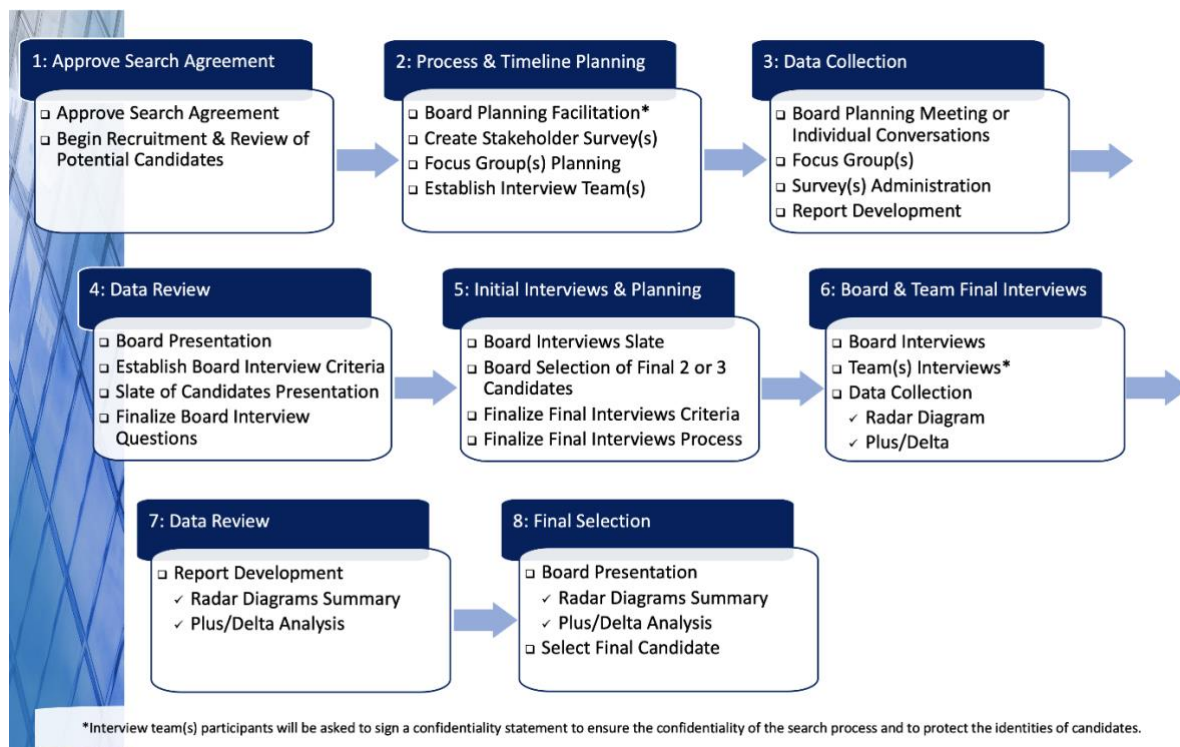 1: Approve Search Agreement
❑ Approve Search Agreement
❑ Begin Recruitment & Review of
Potential Candidates
2: Process & Timeline Planning
❑ Board Planning Facilitation*
❑ Create Stakeholder Survey(s)
❑ Focus Group(s) Planning
❑ Establish Interview Team(s)
3: Data Collection
❑ Board Planning Meeting or
Individual Conversations
❑ Focus Group(s)
❑ Survey(s) Administration
❑ Report Development
4: Data Review
❑ Board Presentation
❑ Establish Board Interview Criteria
❑ Slate of Candidates Presentation
❑ Finalize Board Interview
Questions
5: Initial Interviews & Planning
❑ Board Interviews Slate
❑ Board Selection of Final 2 or 3
Candidates
❑ Finalize Final Interviews Criteria
❑ Finalize Final Interviews Process
6: Board & Team Final Interviews
❑ Board Interviews
❑ Team(s) Interviews*
❑ Data Collection
✓ Radar Diagram
✓ Plus/Delta
7: Data Review
❑ Report Development
✓ Radar Diagrams Summary
✓ Plus/Delta Analysis
8: Final Selection
❑ Board Presentation
✓ Radar Diagrams Summary
✓ Plus/Delta Analysis
❑ Select Final Candidate
*Interview team(s) participants will be asked to sign a confidentiality statement to ensure the confidentiality of the search process and to protect the identities of candidates.